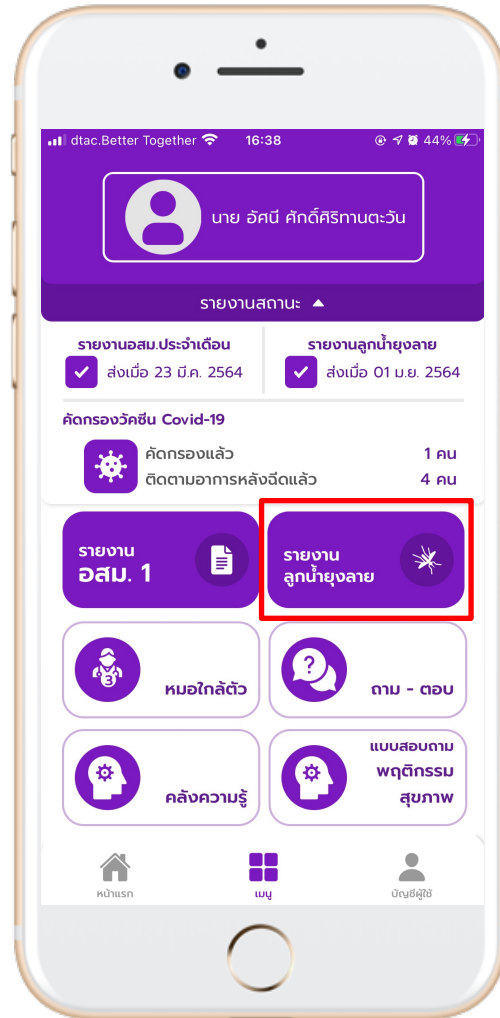 dtac.Better Together 16:38 44%
นาย อัศนี ศักดิ์ศิริทานตะวัน
รายงานสถานะ
รายงานอสม.ประจำเดือน
ส่งเมื่อ 23 มี.ค. 2564
รายงานลูกน้ำยุงลาย
ส่งเมื่อ 01 ม.ย. 2564
คัดกรองวัคซีน Covid-19
คัดกรองแล้ว 1 คน
ติดตามอาการหลังฉีดแล้ว 4 คน
รายงาน
อสม. 1
รายงาน
ลูกน้ำยุงลาย
3
หมอใกล้ตัว
?
ถาม - ตอบ
คลังความรู้
แบบสอบถาม
พฤติกรรม
สุขภาพ
หน้าแรก
เมนู
บัญชีผู้ใช้